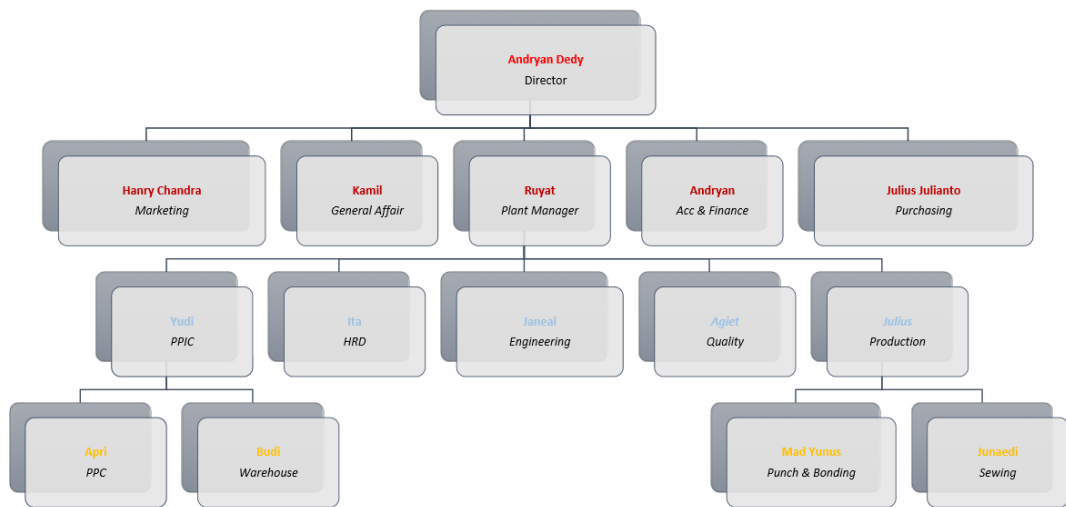 Andryan Dedy
Director
Hanry Chandra
Marketing
Kamil
General Affair
Ruyat
Plant Manager
Andryan
Acc & Finance
Julius Julianto
Purchasing
Yudi
PPIC
Ita
HRD
Janeal
Engineering
Agiet
Quality
Julius
Production
Apri
PPC
Budi
Warehouse
Mad Yunus
Punch & Bonding
Junaedi
Sewing